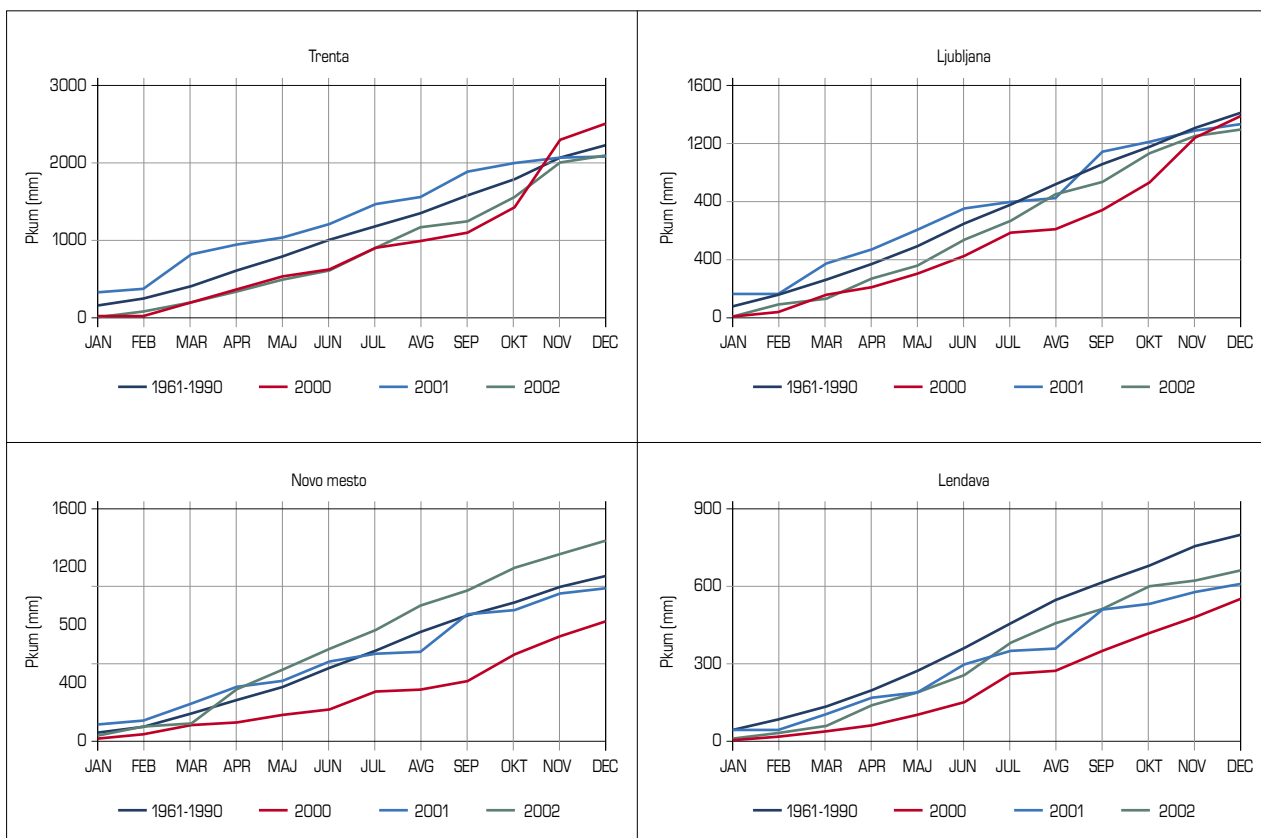 Trenta
3000
2000
1000
0
Pkum (mm)
JAN FEB MAR APR MAJ JUN JUL AVG SEP OKT NOV DEC
1961-1990 2000 2001 2002
Ljubljana
1600
1200
400
400
0
Pkum (mm)
JAN FEB MAR APR MAJ JUN JUL AVG SEP OKT NOV DEC
1961-1990 2000 2001 2002
Novo mesto
1600
1200
500
400
0
Pkum (mm)
JAN FEB MAR APR MAJ JUN JUL AVG SEP OKT NOV DEC
1961-1990 2000 2001 2002
Lendava
900
600
300
0
Pkum (mm)
JAN FEB MAR APR MAJ JUN JUL AVG SEP OKT NOV DEC
1961-1990 2000 2001 2002